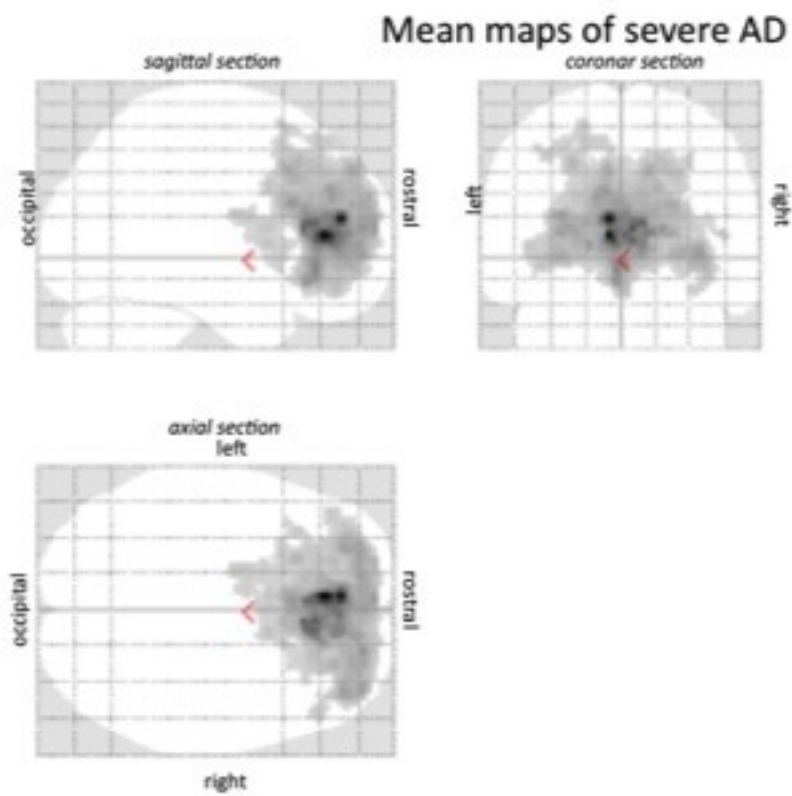 Mean maps of severe AD
sagittal section
coronar section
occipital
rostral
left
right
axial section
left
occipital
rostral
right